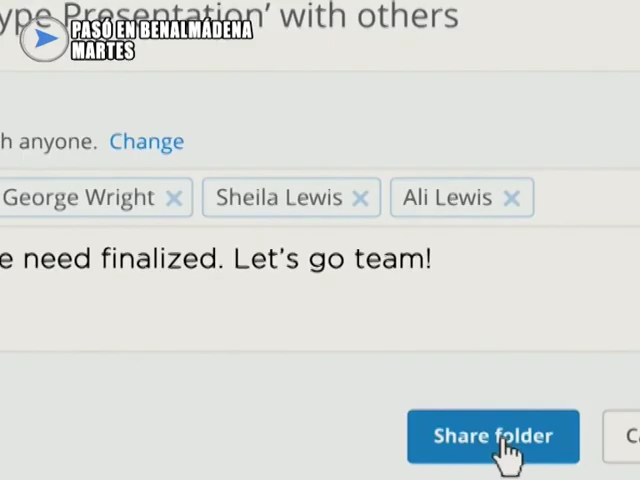 ype Presentation' with others
PASÓ EN BENALMÁDENA
MARTES
h anyone. Change
George Wright × Sheila Lewis × Ali Lewis ×
e need finalized. Let's go team!
Share folder Ca